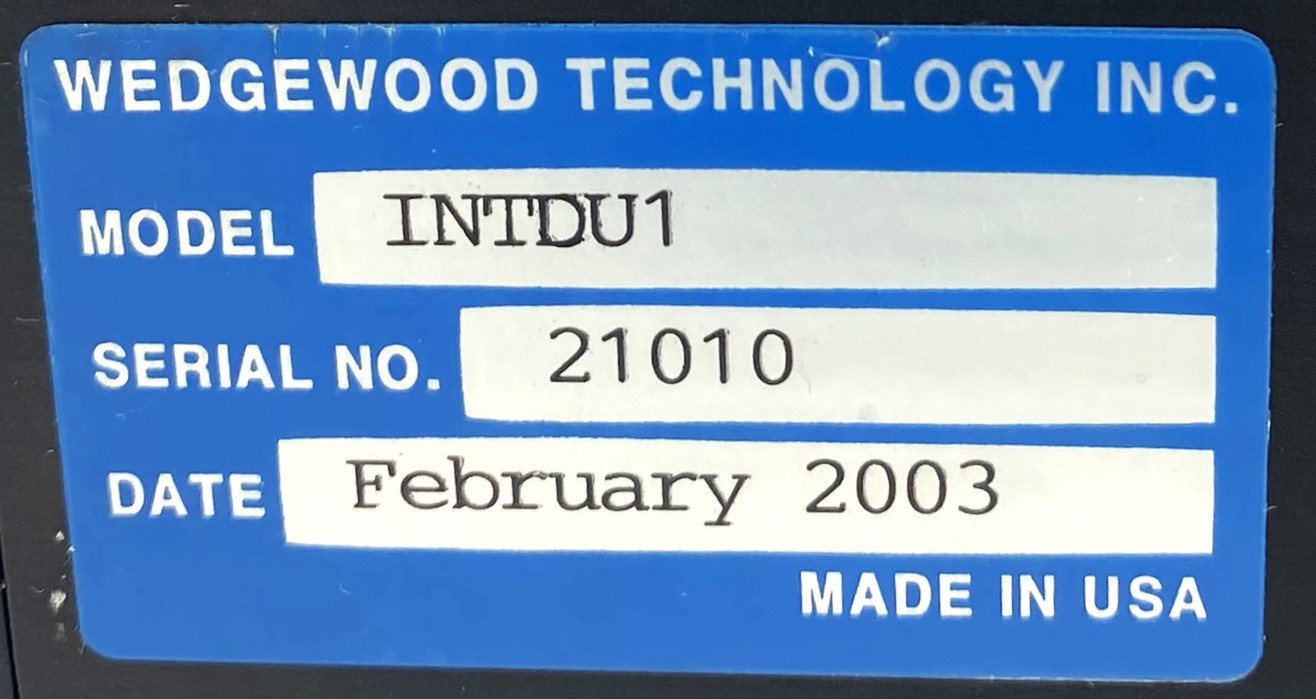 WEDGEWOOD TECHNOLOGY INC.
MODEL INTDU1
SERIAL NO. 21010
DATE February 2003
MADE IN USA